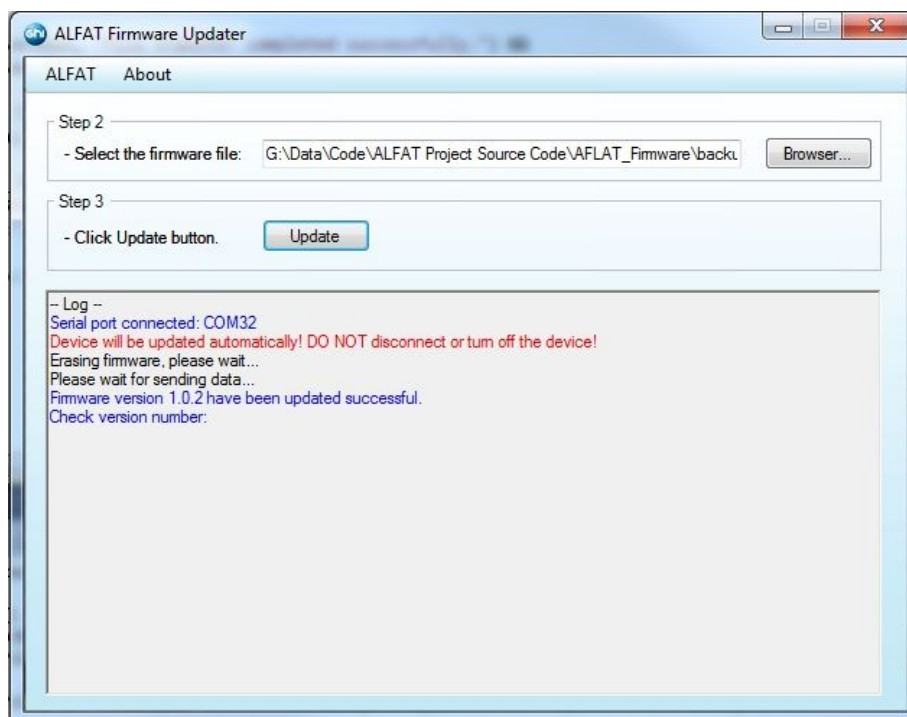 GHI ALFAT Firmware Updater
ALFAT About
Step 2
- Select the firmware file: G:\Data\Code\ALFAT Project Source Code\AFLAT_Firmware\backu Browser...
Step 3
- Click Update button. Update
-- Log --
Serial port connected: COM32
Device will be updated automatically! DO NOT disconnect or turn off the device!
Erasing firmware, please wait...
Please wait for sending data...
Firmware version 1.0.2 have been updated successful.
Check version number: